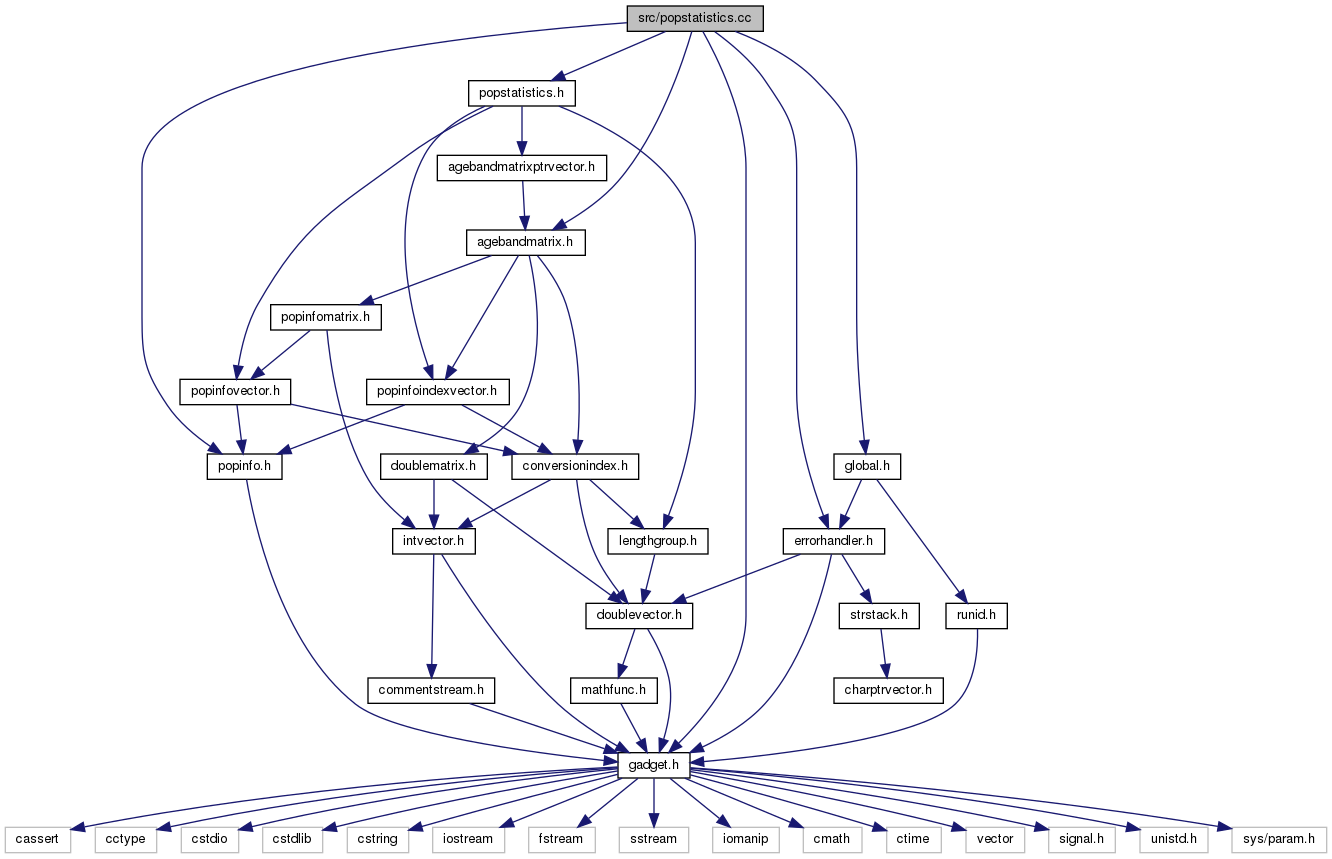 src/popstatistics.cc
popstatistics.h
agebandmatrixptrvector.h
agebandmatrix.h
popinfomatrix.h
popinfovector.h
popinfoindexvector.h
popinfo.h
doublematrix.h
conversionindex.h
global.h
intvector.h
lengthgroup.h
errorhandler.h
doublevector.h
strstack.h
runid.h
commentstream.h
mathfunc.h
charptrvector.h
gadget.h
cassert
cctype
cstdio
cstdlib
cstring
iostream
fstream
sstream
iomanip
cmath
ctime
vector
signal.h
unistd.h
sys/param.h